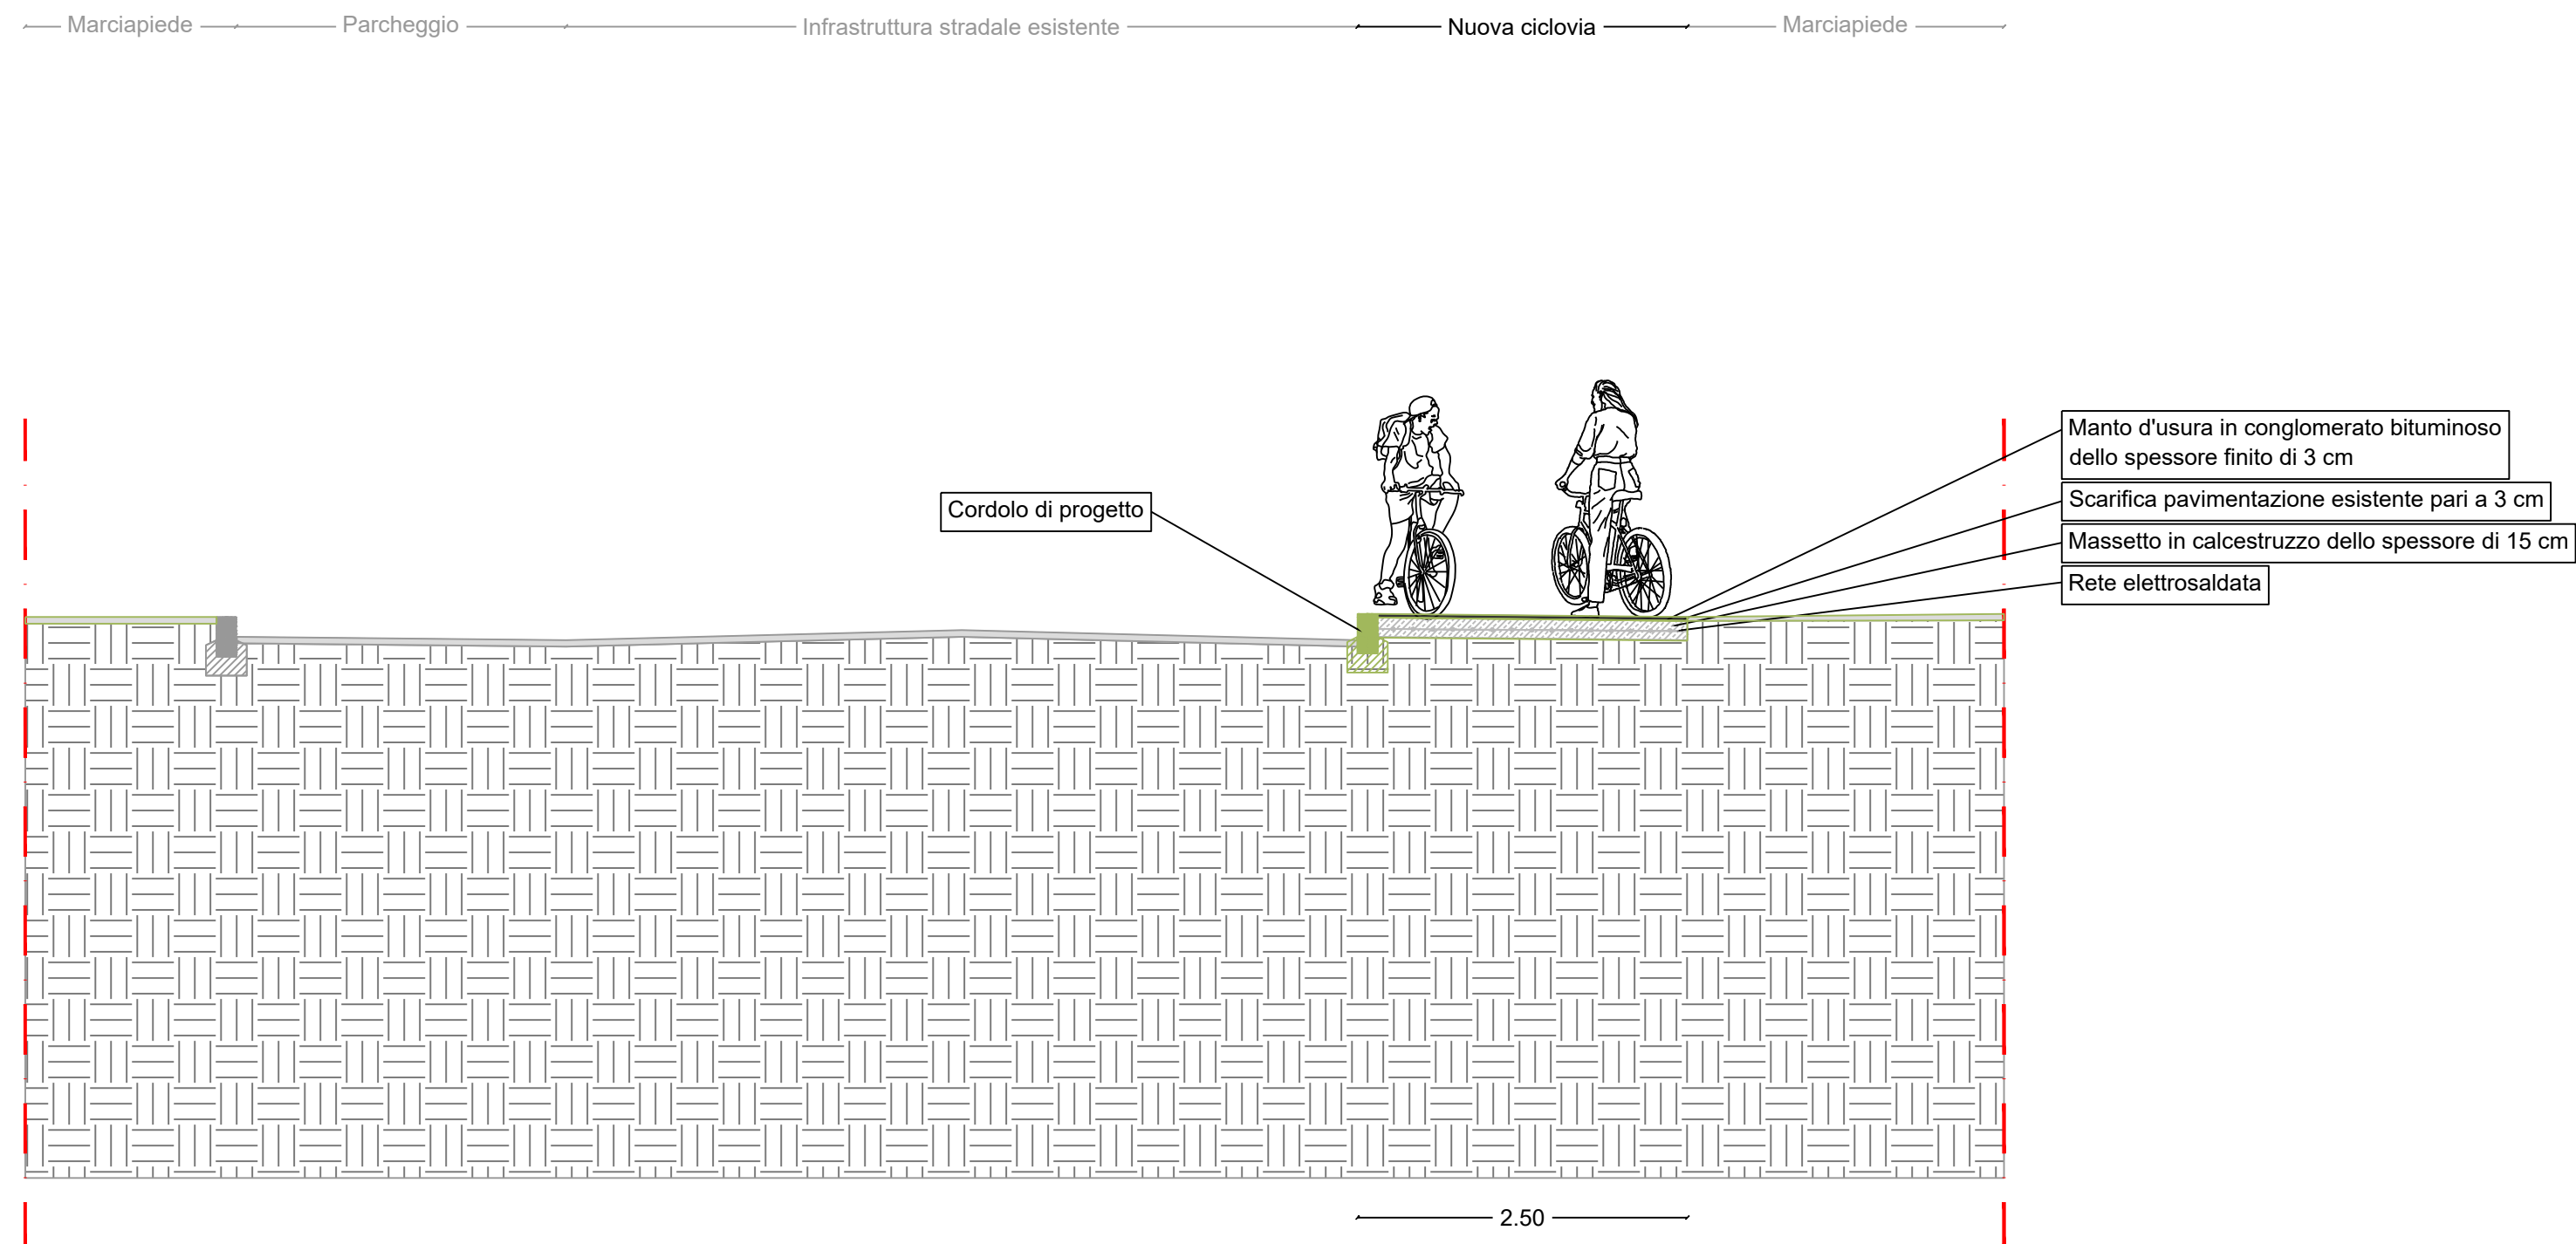 Marciapiede
Parcheggio
Infrastruttura stradale esistente
Nuova ciclovia
Marciapiede
Manto d'usura in conglomerato bituminoso
dello spessore finito di 3 cm
Scarifica pavimentazione esistente pari a 3 cm
Cordolo di progetto
Massetto in calcestruzzo dello spessore di 15 cm
Rete elettrosaldata
2.50